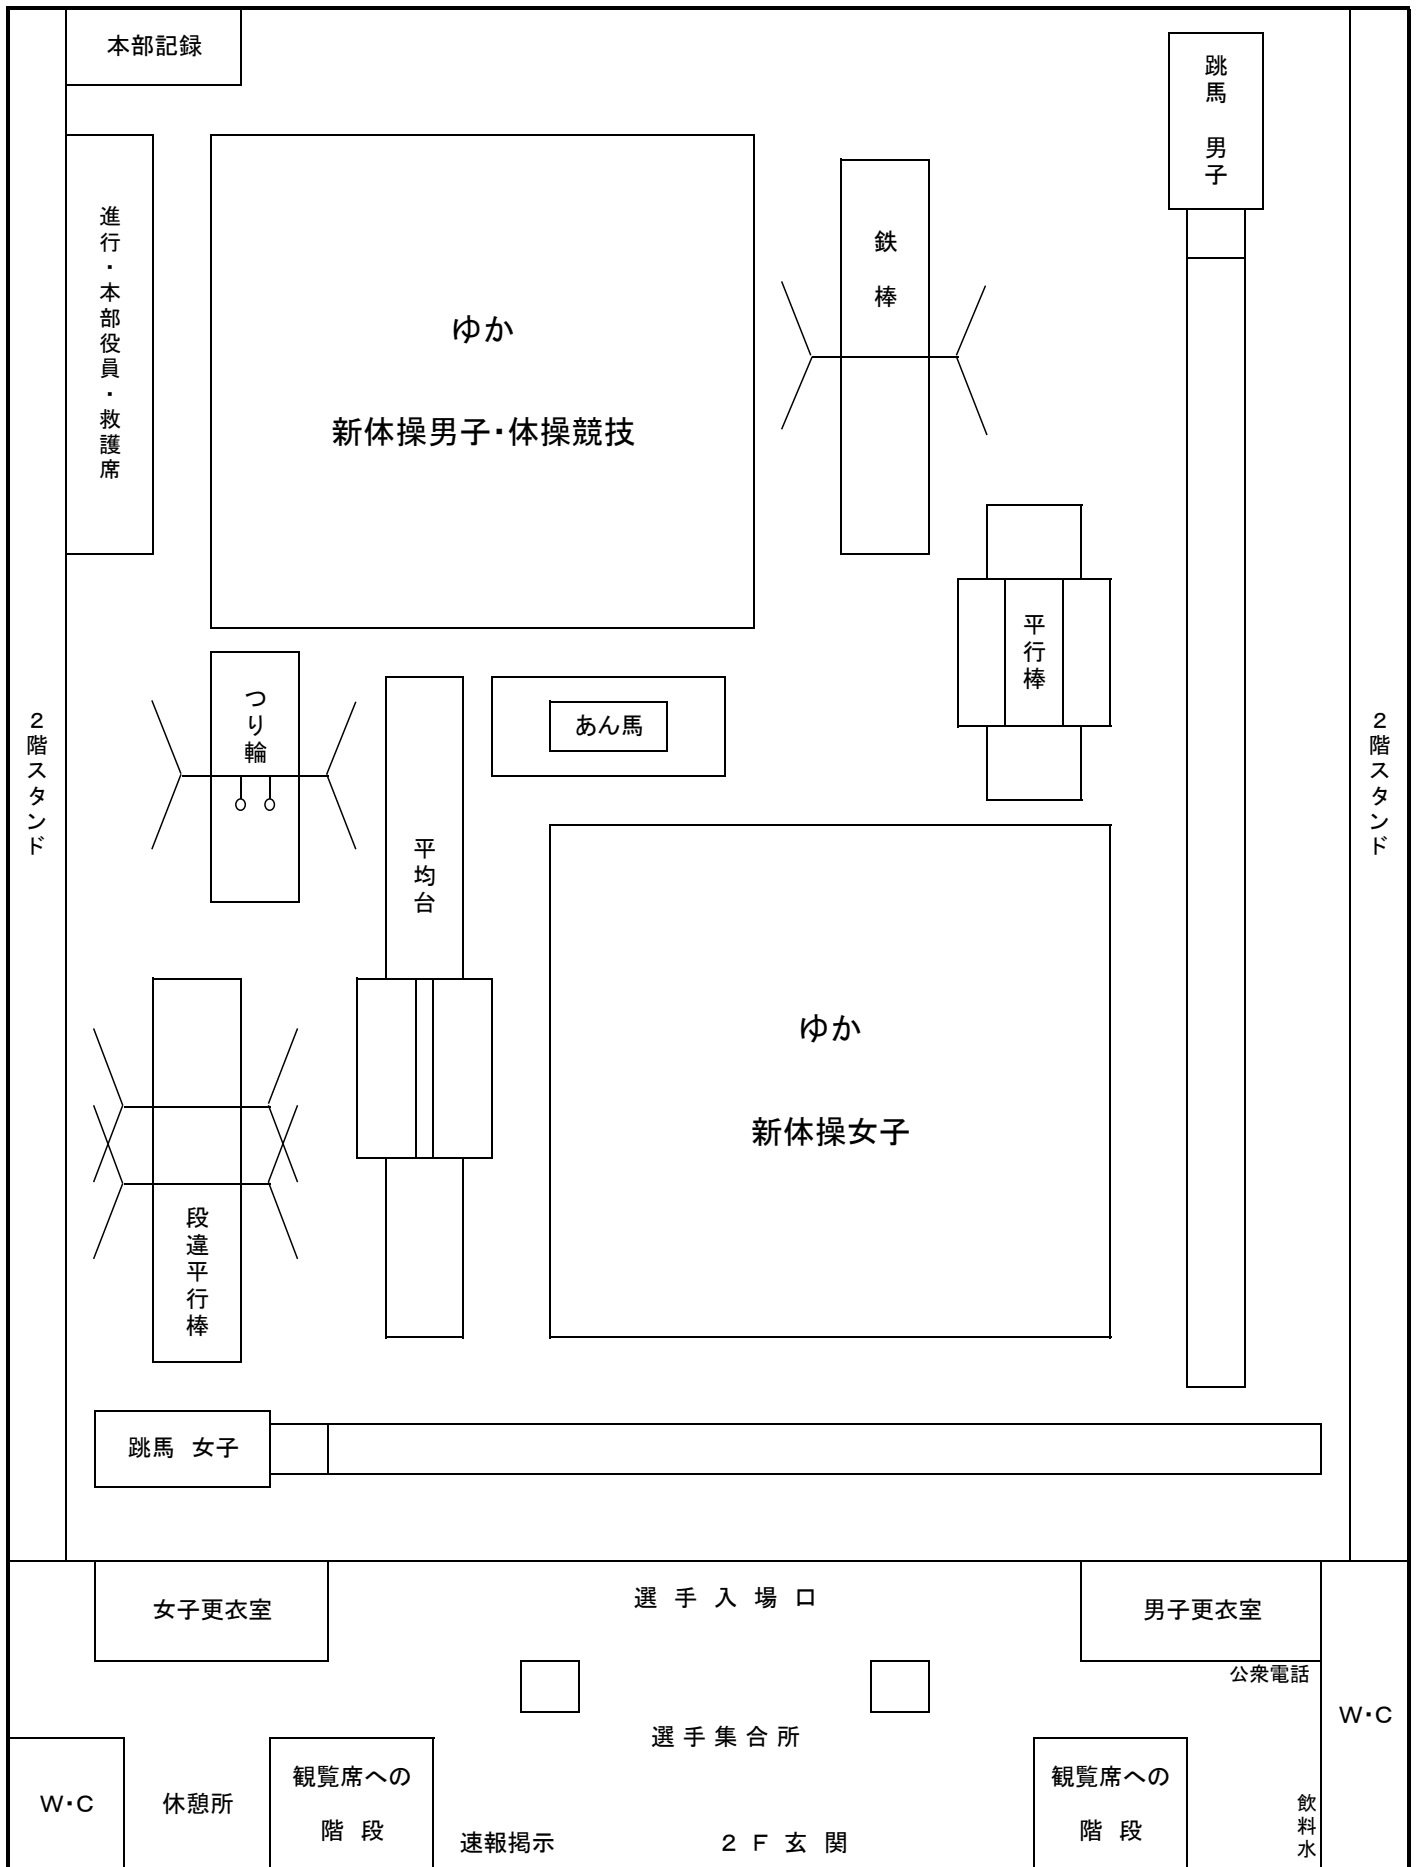 本部記録
跳馬　男子
進行・本部役員・救護席
ゆか
新体操男子・体操競技
鉄　棒
平行棒
つり輪
あん馬
平均台
２階スタンド
２階スタンド
ゆか
新体操女子
段違平行棒
跳馬　女子
女子更衣室
選　手　入　場　口
男子更衣室
公衆電話
選 手 集 合 所
W・C
W・C
休憩所
観覧席への
階　段
速報掲示
２　Ｆ　玄　関
観覧席への
階　段
飲料水